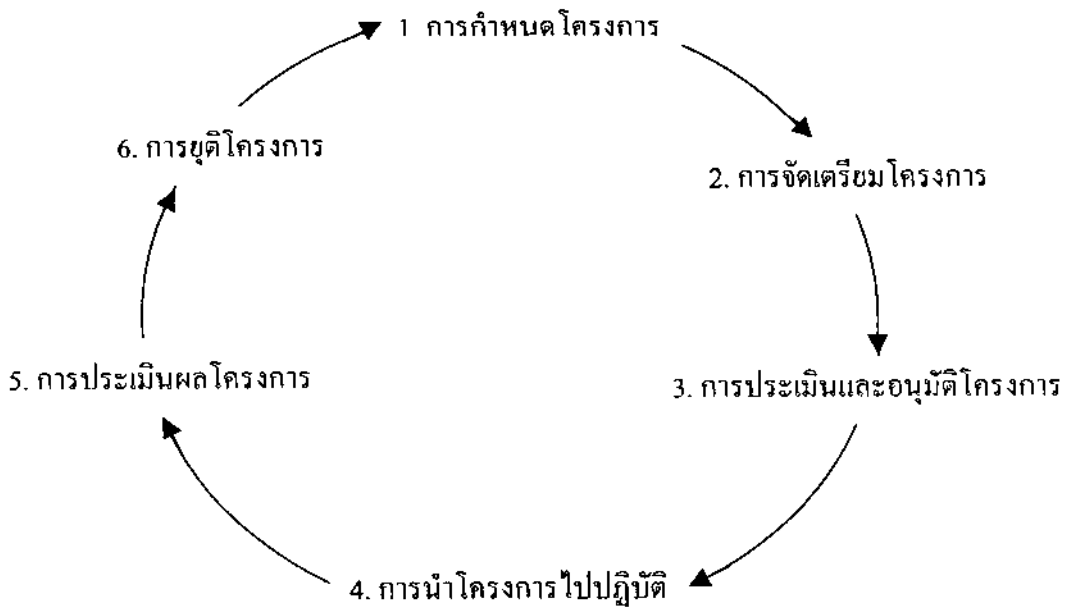 1 การกำหนดโครงการ
2. การจัดเตรียมโครงการ
3. การประเมินและอนุมัติโครงการ
4. การนำโครงการไปปฏิบัติ
5. การประเมินผลโครงการ
6. การยุติโครงการ